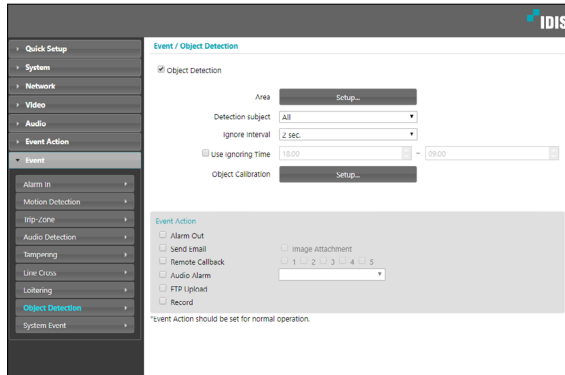 IDIS
Quick Setup
System
Network
Video
Audio
Event Action
Event
Alarm In
Motion Detection
Trip-Zone
Audio Detection
Tampering
Line Cross
Loitering
Object Detection
System Event
Event / Object Detection
Object Detection
Area Setup...
Detection subject All
Ignore Interval 2 sec.
Use Ignoring Time 18:00 ~ 09:00
Object Calibration Setup...
Event Action
Alarm Out
Send Email Image Attachment
Remote Callback 1 2 3 4 5
Audio Alarm
FTP Upload
Record
*Event Action should be set for normal operation.